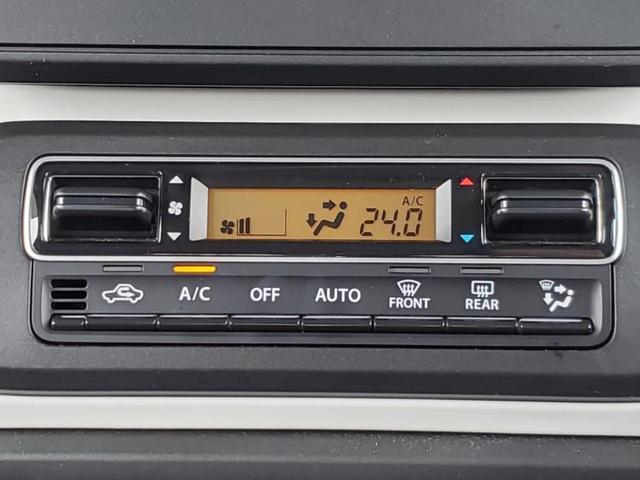 A/C
24.0
A/C OFF AUTO FRONT REAR